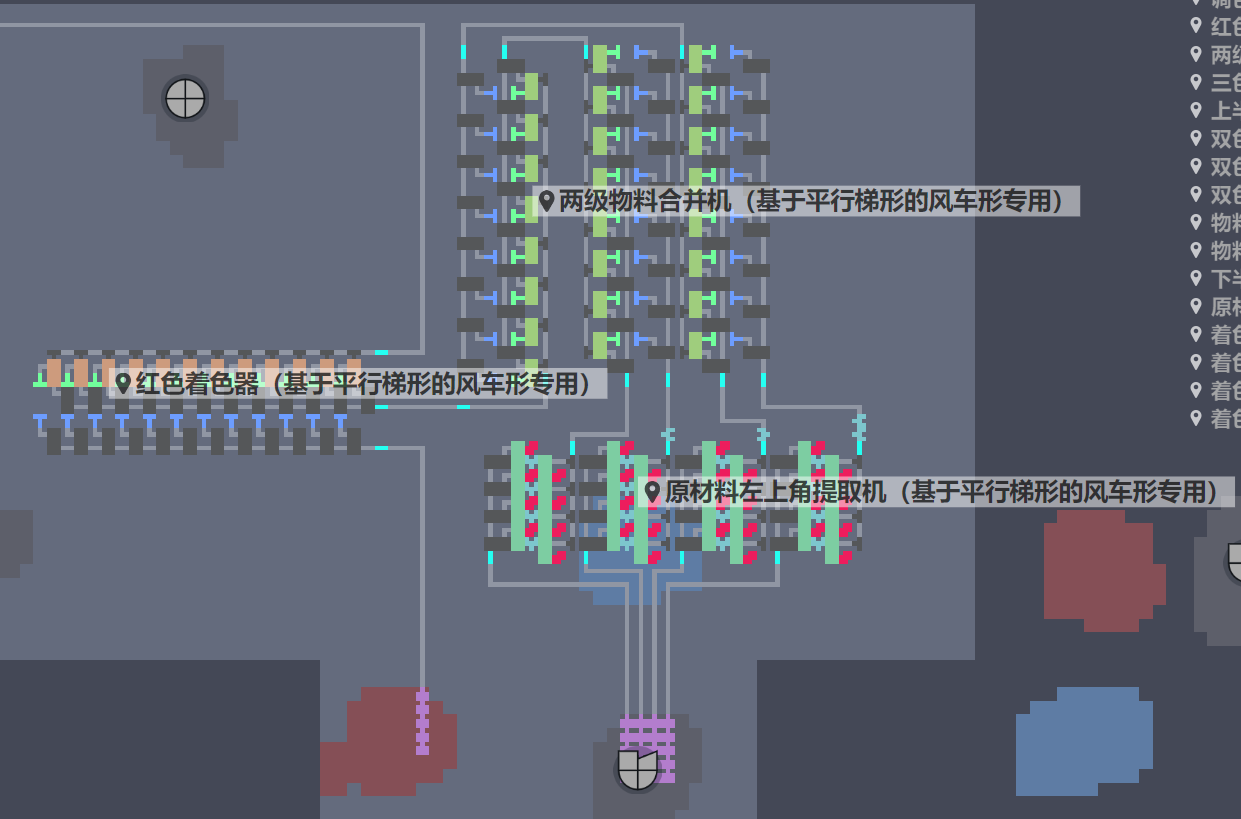 两级物料合并机（基于平行梯形的风车形专用）
红色着色器（基于平行梯形的风车形专用）
原材料左上角提取机（基于平行梯形的风车形专用）
红色
两级
三色
上半
双色
双色
双色
物料
物料
下半
原材
着色
着色
着色
着色